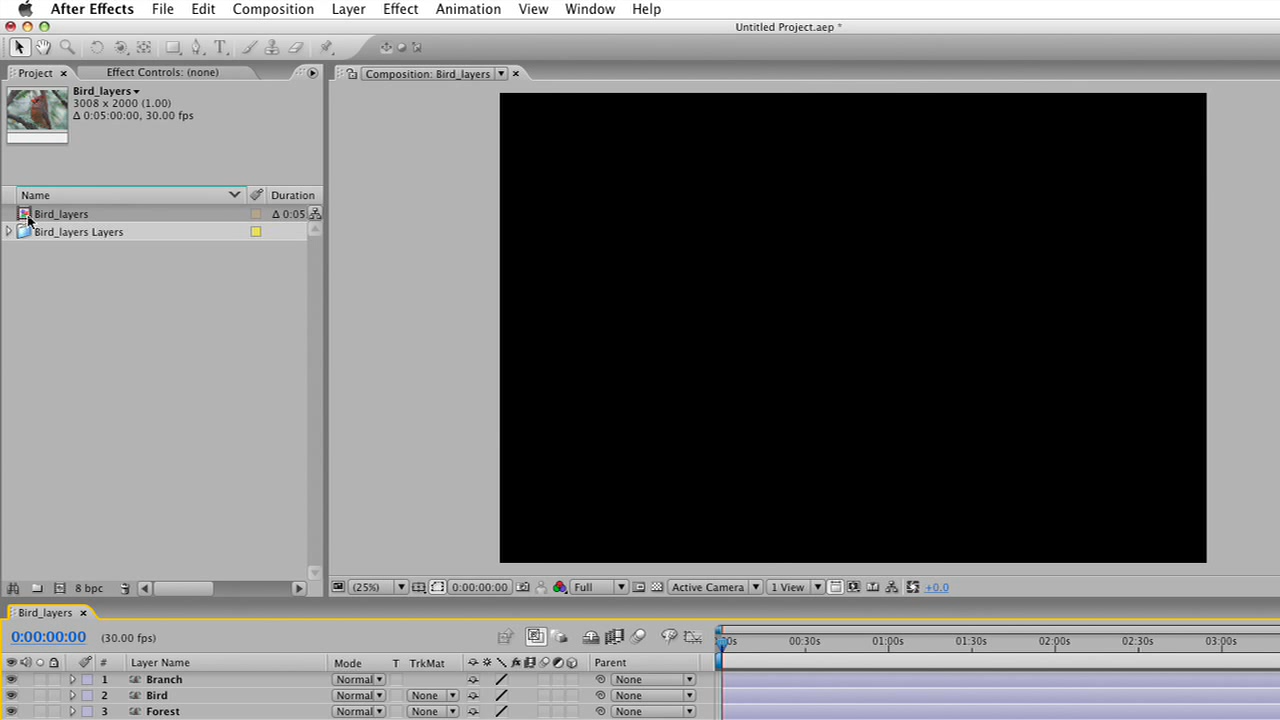 After Effects File Edit Composition Layer Effect Animation View Window Help
Untitled Project.aep *
Project Effect Controls: (none)
Composition: Bird_layers
Bird_layers
3008 x 2000 (1.00)
Δ 0:05:00:00, 30.00 fps
Name Duration
Bird_layers Δ 0:05
Bird_layers Layers
8 bpc
(25%) 0:00:00:00 Full Active Camera 1 View +0.0
Bird_layers
0:00:00:00 (30.00 fps)
00:30s 01:00s 01:30s 02:00s 02:30s 03:00s
# Layer Name Mode T TrkMat Parent
1 Branch Normal None
2 Bird Normal None None
3 Forest Normal None None